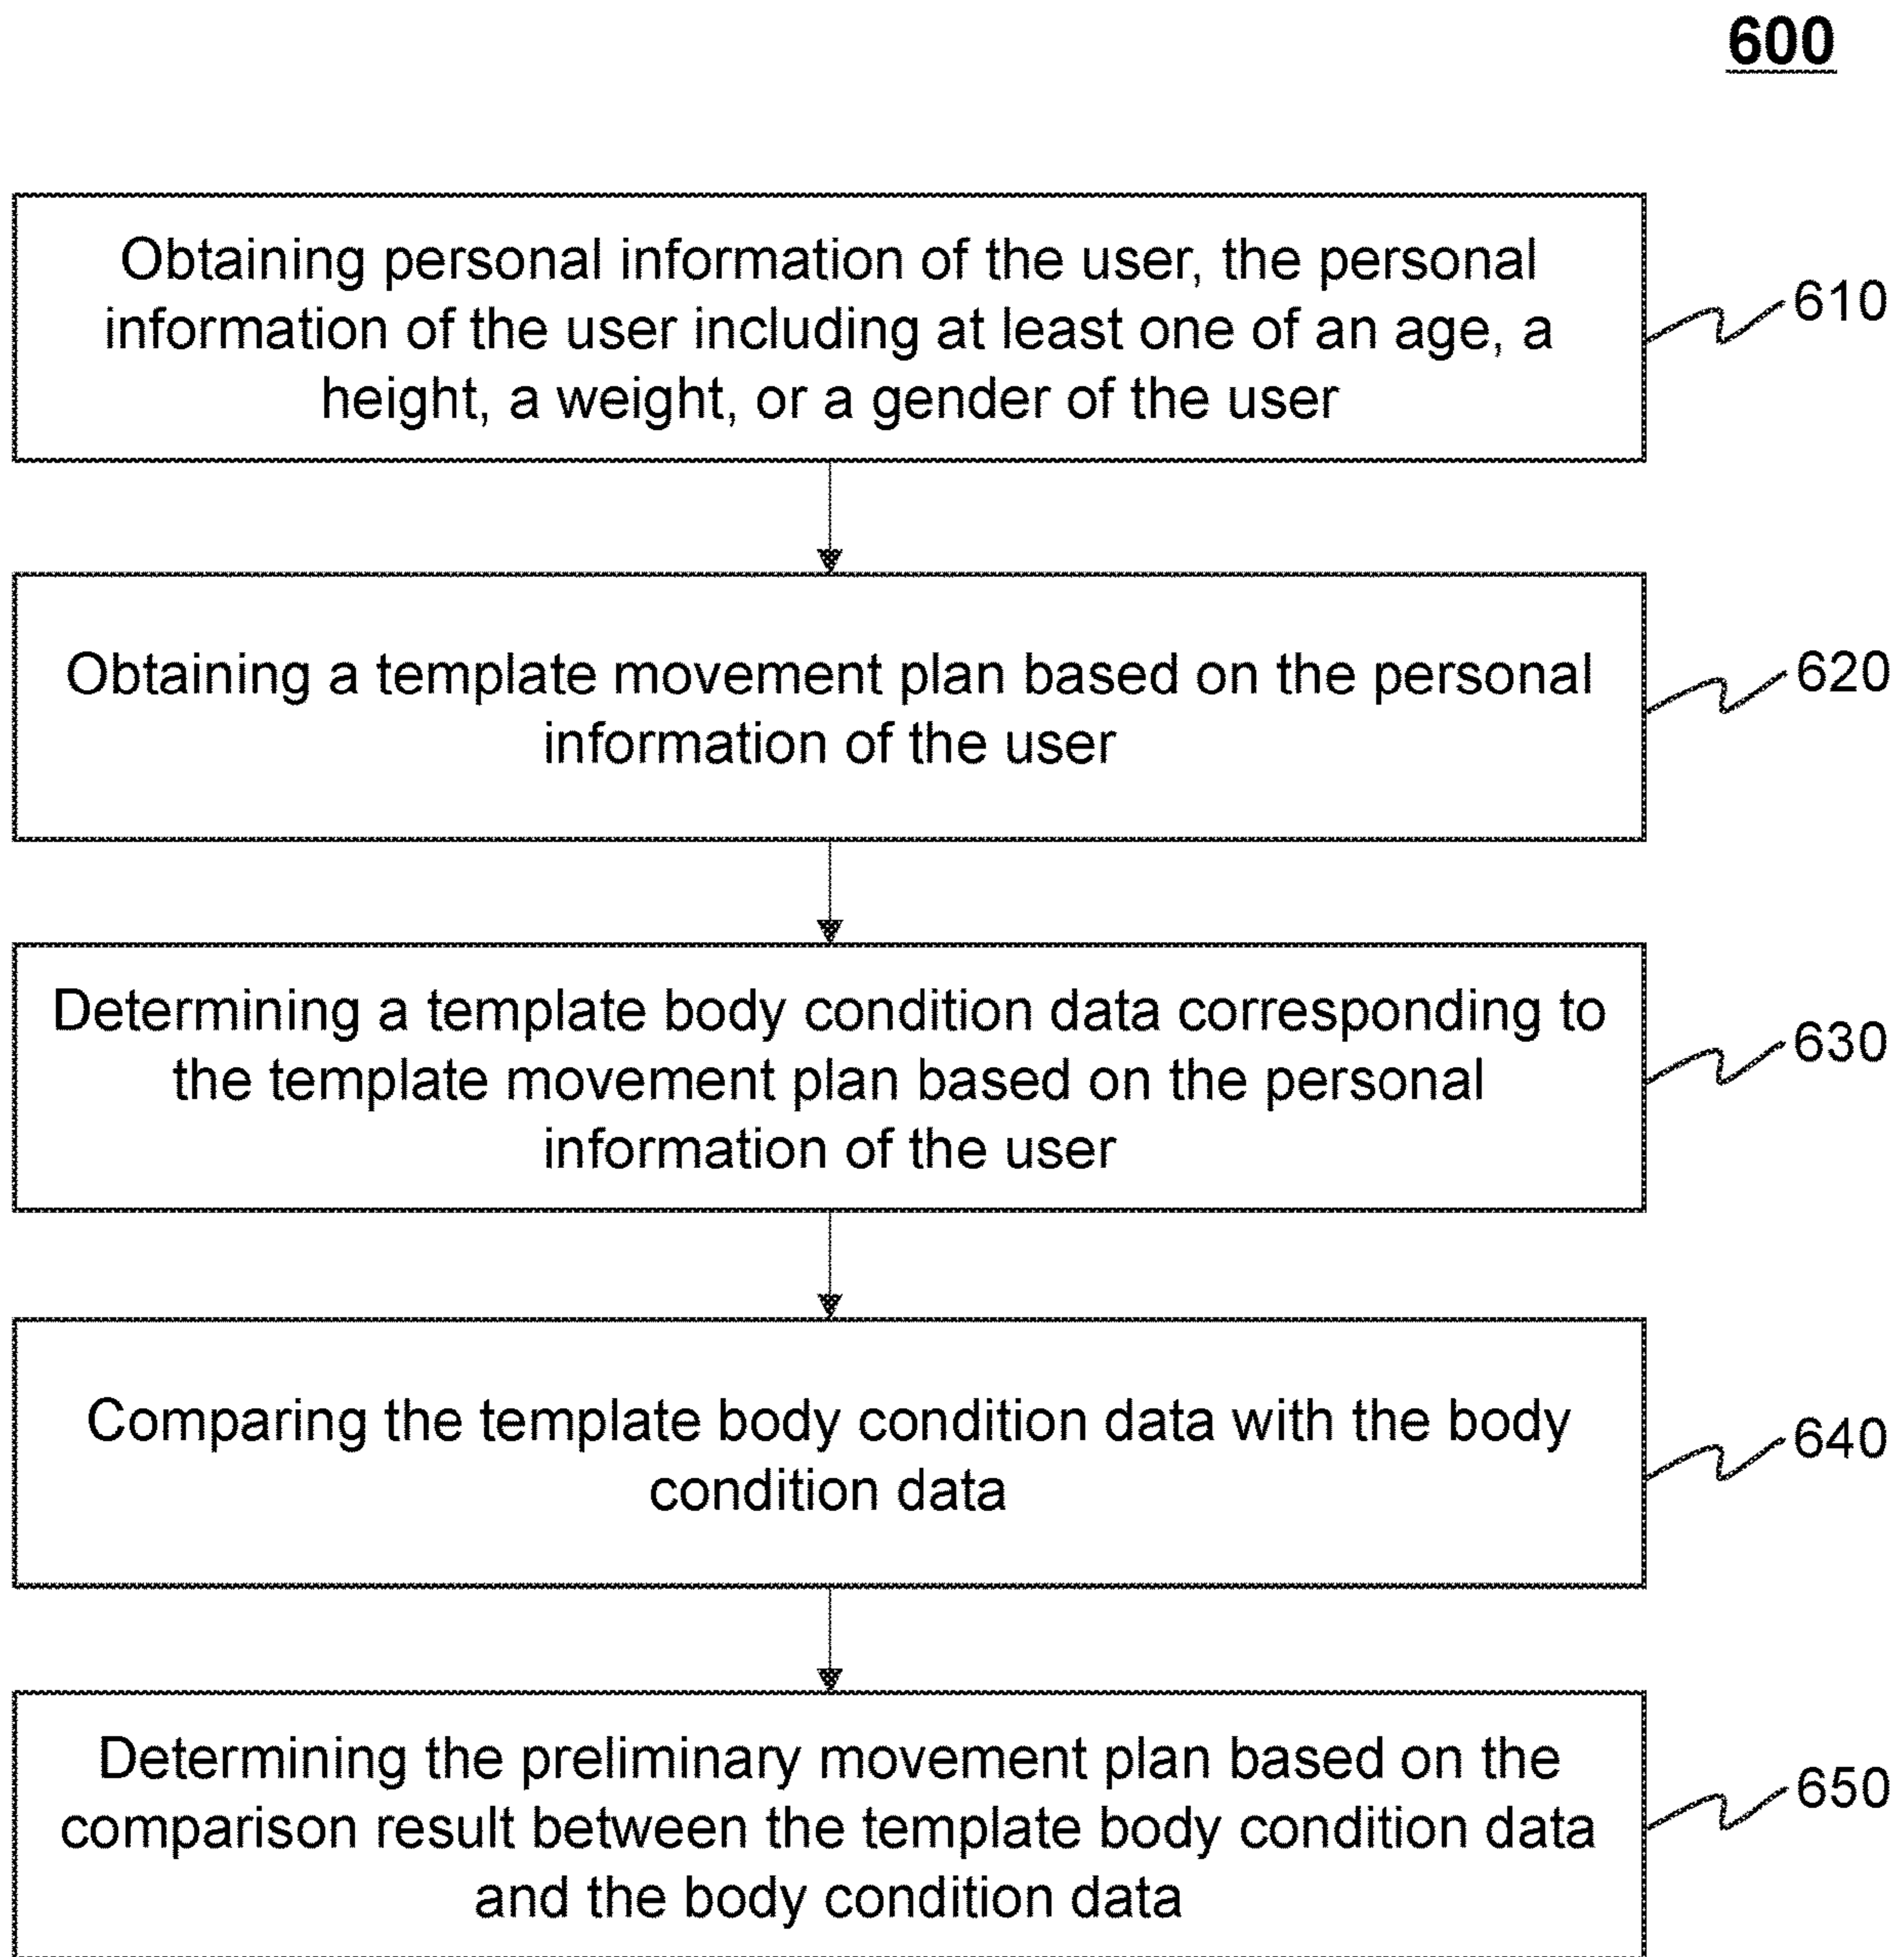 600
Obtaining personal information of the user, the personal
information of the user including at least one of an age, a
height, a weight, or a gender of the user
610
Obtaining a template movement plan based on the personal
information of the user
620
Determining a template body condition data corresponding to
the template movement plan based on the personal
information of the user
630
Comparing the template body condition data with the body
condition data
640
Determining the preliminary movement plan based on the
comparison result between the template body condition data
and the body condition data
650